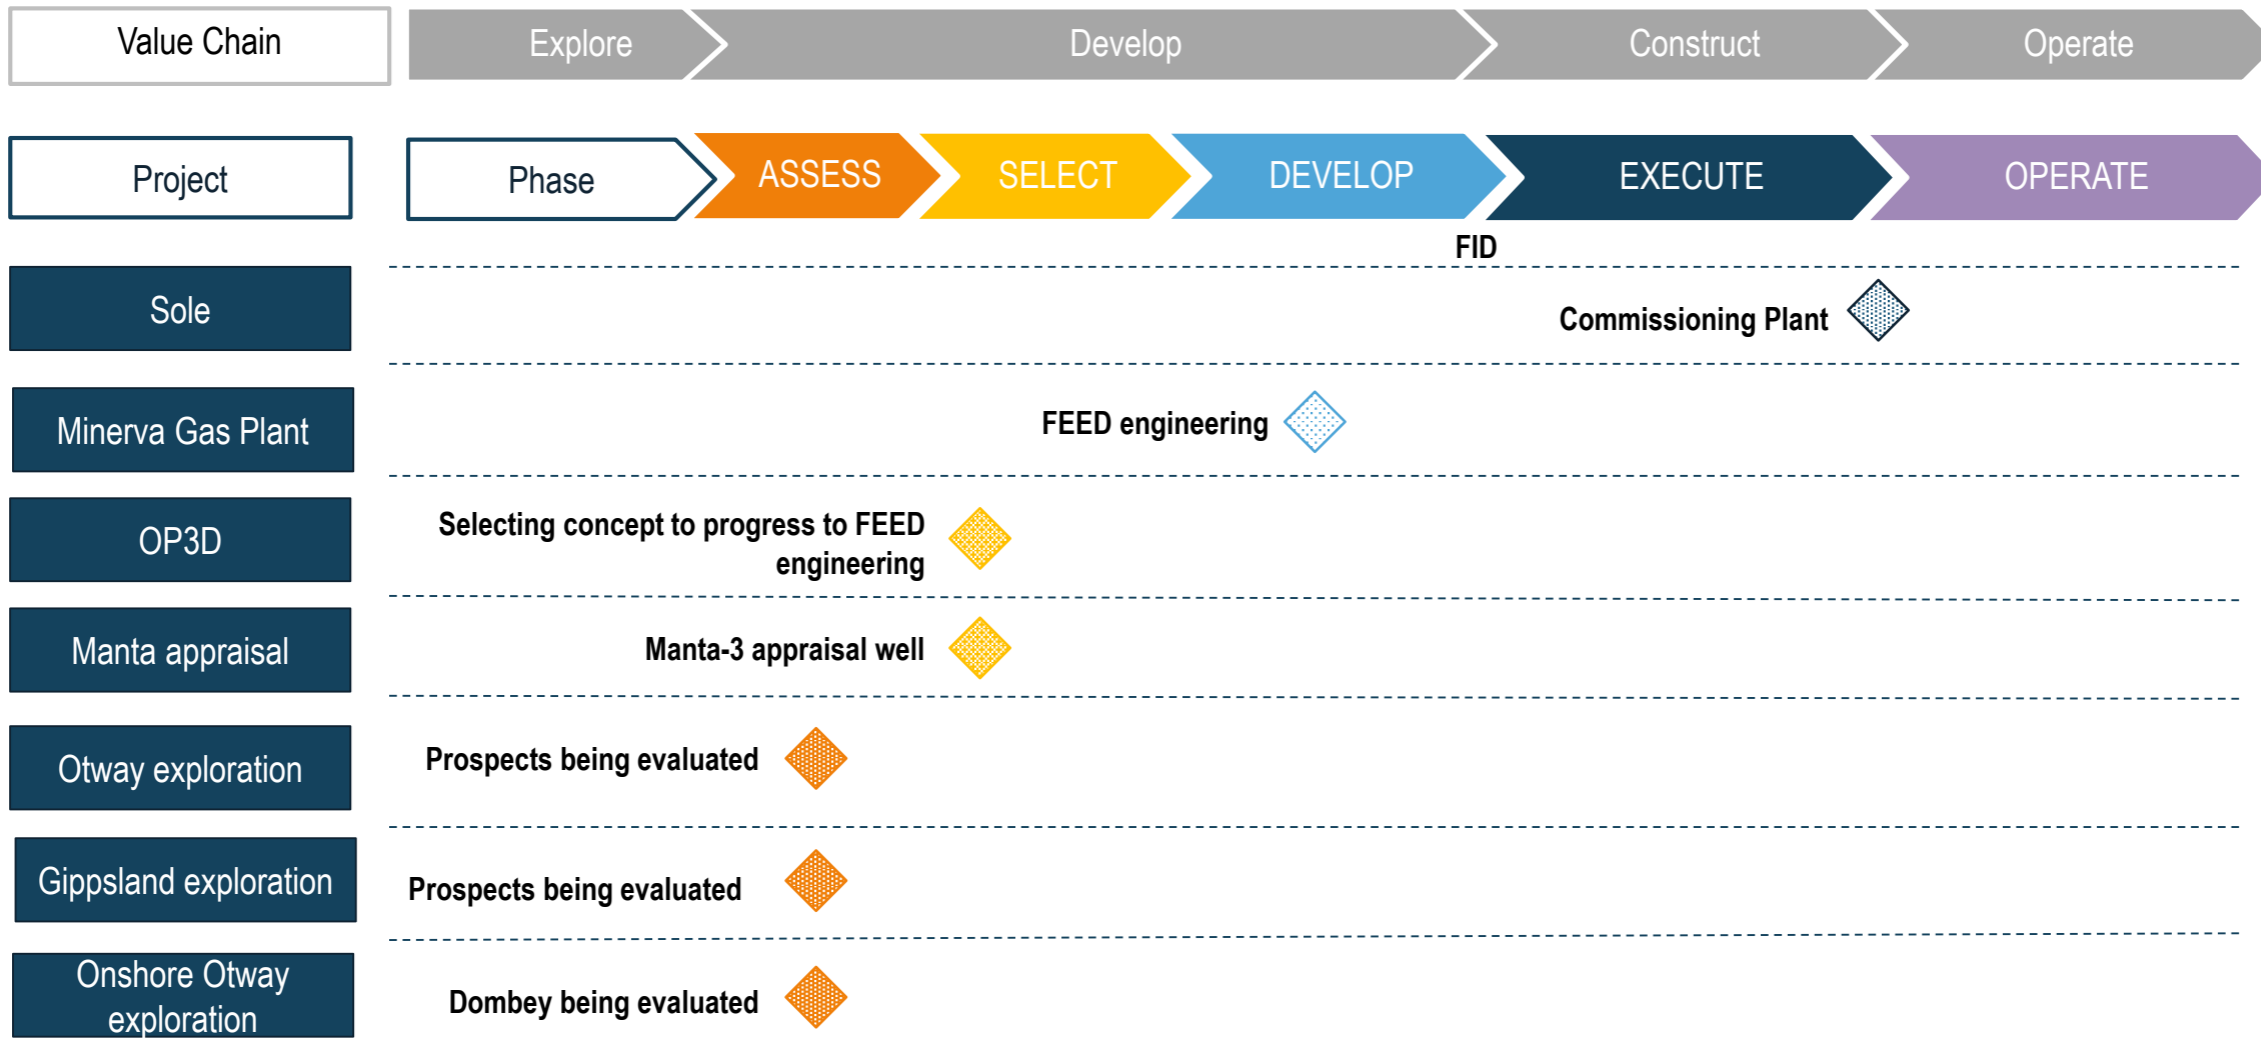 Value Chain
Explore
Develop
Construct
Operate
Project
Phase
ASSESS
SELECT
DEVELOP
EXECUTE
OPERATE
FID
Sole
Commissioning Plant
Minerva Gas Plant
FEED engineering
OP3D
Selecting concept to progress to FEED
engineering
Manta appraisal
Manta-3 appraisal well
Otway exploration
Prospects being evaluated
Gippsland exploration
Prospects being evaluated
Onshore Otway
exploration
Dombey being evaluated